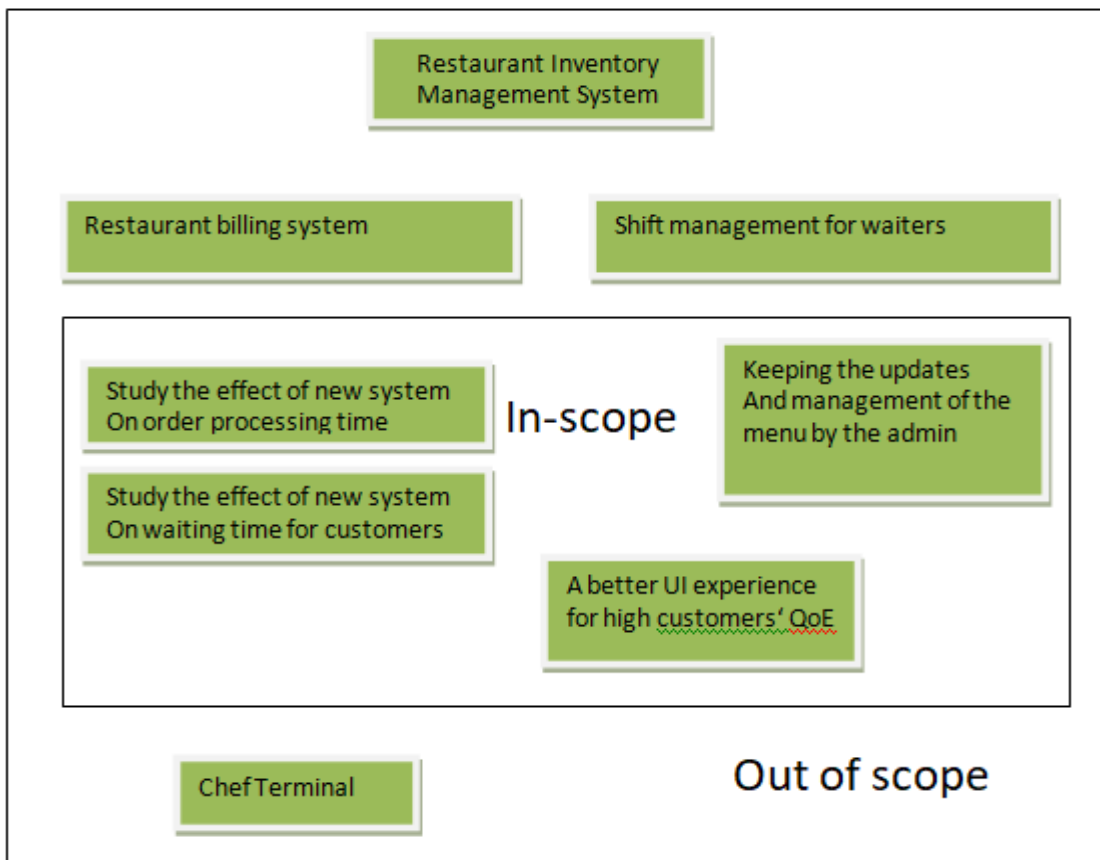 Restaurant Inventory
Management System
Restaurant billing system
Shift management for waiters
Study the effect of new system
On order processing time
In-scope
Keeping the updates
And management of the
menu by the admin
Study the effect of new system
On waiting time for customers
A better UI experience
for high customers‘ QoE
Chef Terminal
Out of scope